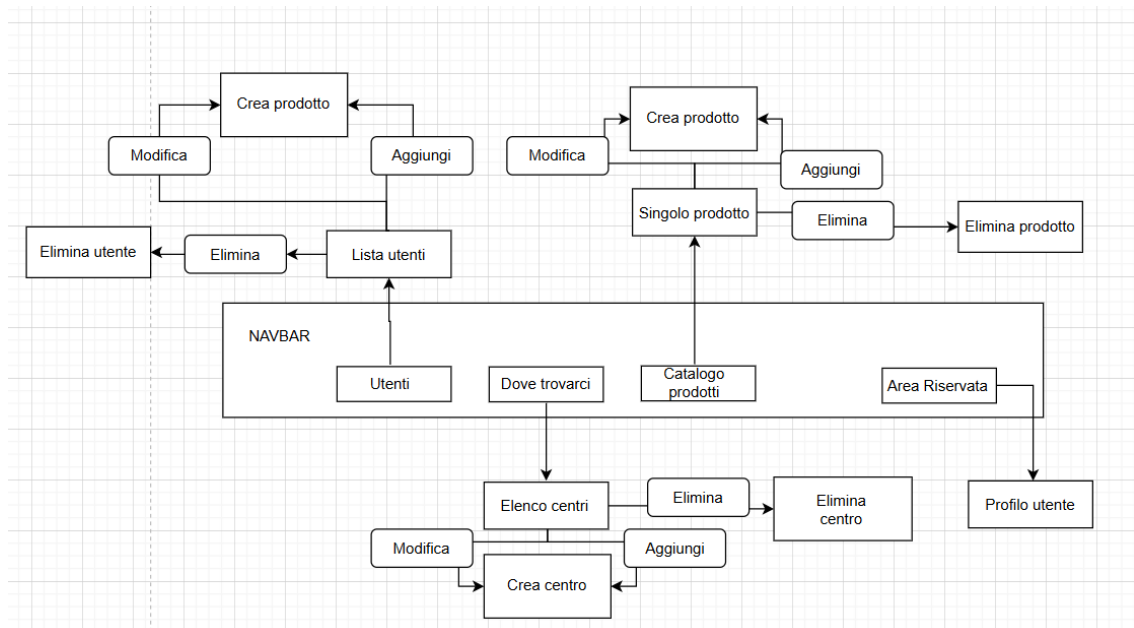 Crea prodotto
Crea prodotto
Modifica
Aggiungi
Modifica
Aggiungi
Singolo prodotto
Elimina
Elimina prodotto
Elimina utente
Elimina
Lista utenti
NAVBAR
Utenti
Dove trovarci
Catalogo
prodotti
Area Riservata
Elenco centri
Elimina
Elimina
centro
Profilo utente
Modifica
Aggiungi
Crea centro